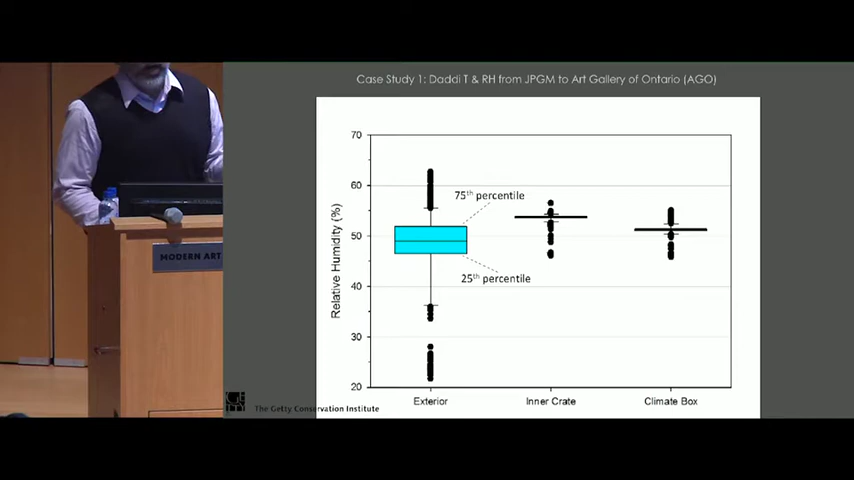 Case Study 1: Daddi T & RH from JPGM to Art Gallery of Ontario (AGO)
70
60
50
40
30
20
Relative Humidity (%)
75th percentile
25th percentile
Exterior
Inner Crate
Climate Box
MODERN ART
The Getty Conservation Institute